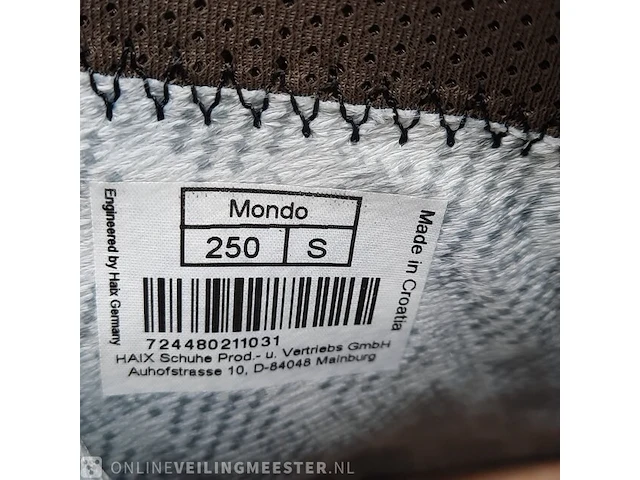 Mondo
250 S
Engineered by Haix Germany
Made in Croatia
724480211031
HAIX Schuhe Prod.- u. Vertriebs GmbH
Auhofstrasse 10, D-84048 Mainburg
ONLINEVEILINGMEESTER.NL